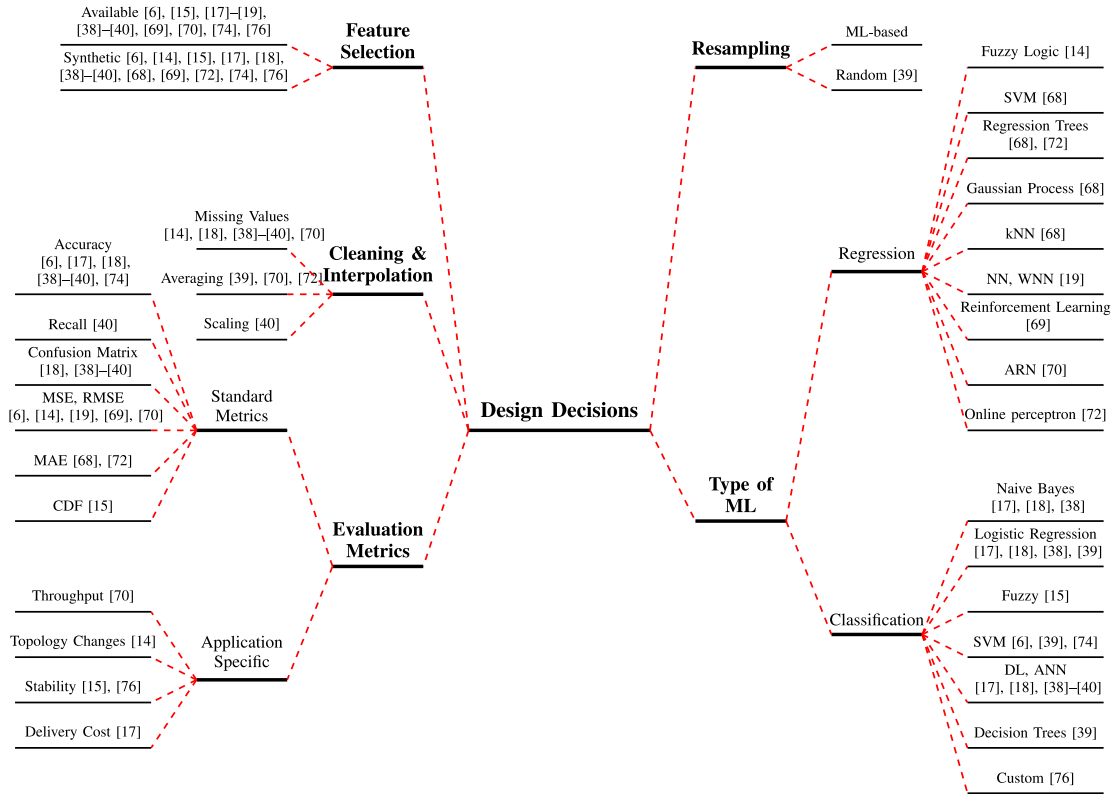 Available [6], [15], [17]–[19],
[38]–[40], [69], [70], [74], [76]
Synthetic [6], [14], [15], [17], [18],
[38]–[40], [68], [69], [72], [74], [76]
Feature
Selection
Missing Values
[14], [18], [38]–[40], [70]
Averaging [39], [70], [72]
Scaling [40]
Cleaning &
Interpolation
Accuracy
[6], [17], [18],
[38]–[40], [74]
Recall [40]
Confusion Matrix
[18], [38]–[40]
MSE, RMSE
[6], [14], [19], [69], [70]
MAE [68], [72]
CDF [15]
Standard
Metrics
Evaluation
Metrics
Throughput [70]
Topology Changes [14]
Stability [15], [76]
Delivery Cost [17]
Application
Specific
Design Decisions
Resampling
ML-based
Random [39]
Type of
ML
Regression
Fuzzy Logic [14]
SVM [68]
Regression Trees
[68], [72]
Gaussian Process [68]
kNN [68]
NN, WNN [19]
Reinforcement Learning
[69]
ARN [70]
Online perceptron [72]
Classification
Naive Bayes
[17], [18], [38]
Logistic Regression
[17], [18], [38], [39]
Fuzzy [15]
SVM [6], [39], [74]
DL, ANN
[17], [18], [38]–[40]
Decision Trees [39]
Custom [76]